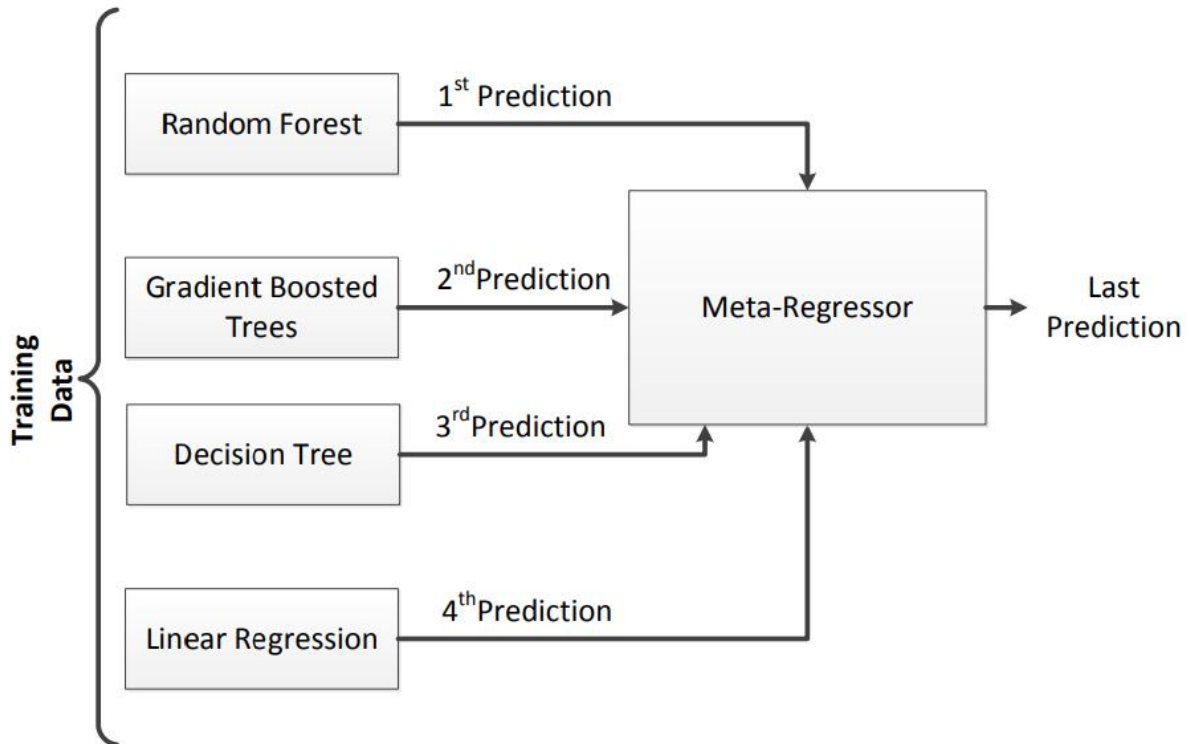 Training
Data
Random Forest
1st Prediction
Gradient Boosted
Trees
2ndPrediction
Decision Tree
3rdPrediction
Linear Regression
4thPrediction
Meta-Regressor
Last
Prediction